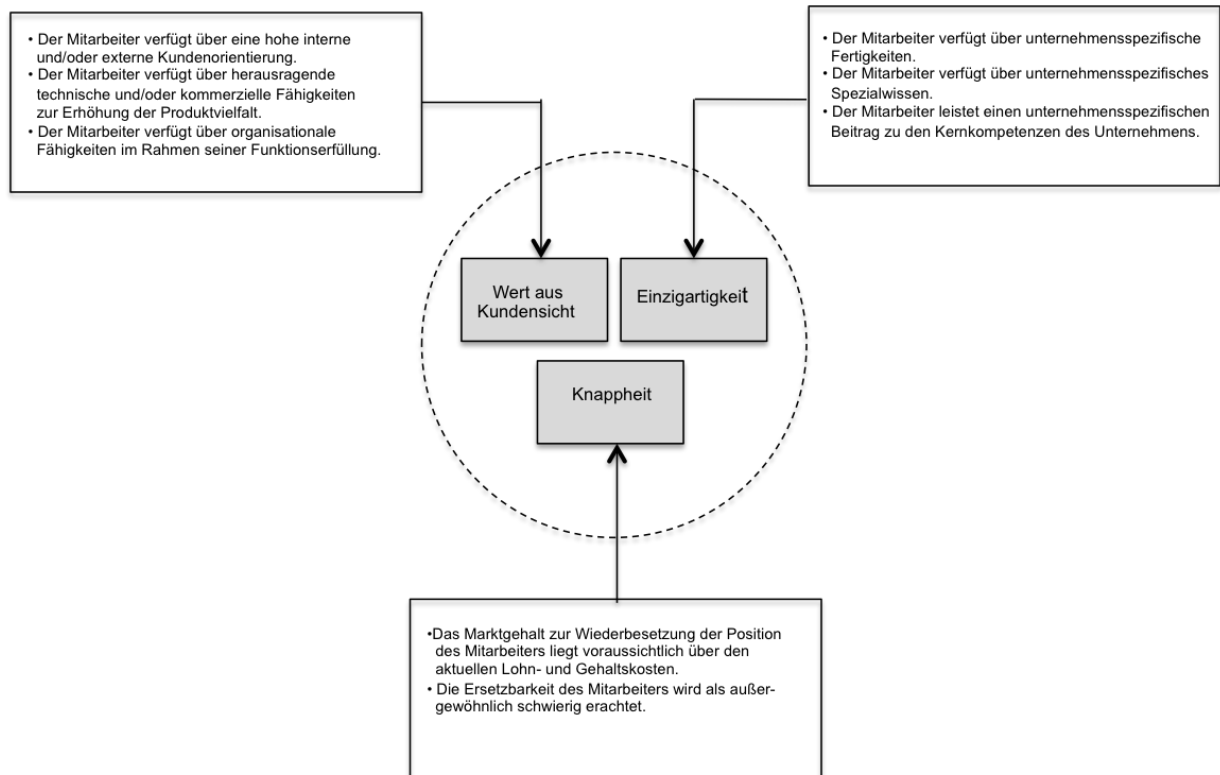 • Der Mitarbeiter verfügt über eine hohe interne
und/oder externe Kundenorientierung.
• Der Mitarbeiter verfügt über herausragende
technische und/oder kommerzielle Fähigkeiten
zur Erhöhung der Produktvielfalt.
• Der Mitarbeiter verfügt über organisationale
Fähigkeiten im Rahmen seiner Funktionserfüllung.
• Der Mitarbeiter verfügt über unternehmensspezifische
Fertigkeiten.
• Der Mitarbeiter verfügt über unternehmensspezifisches
Spezialwissen.
• Der Mitarbeiter leistet einen unternehmensspezifischen
Beitrag zu den Kernkompetenzen des Unternehmens.
Wert aus
Kundensicht
Einzigartigkeit
Knappheit
•Das Marktgehalt zur Wiederbesetzung der Position
des Mitarbeiters liegt voraussichtlich über den
aktuellen Lohn- und Gehaltskosten.
• Die Ersetzbarkeit des Mitarbeiters wird als außer-
gewöhnlich schwierig erachtet.